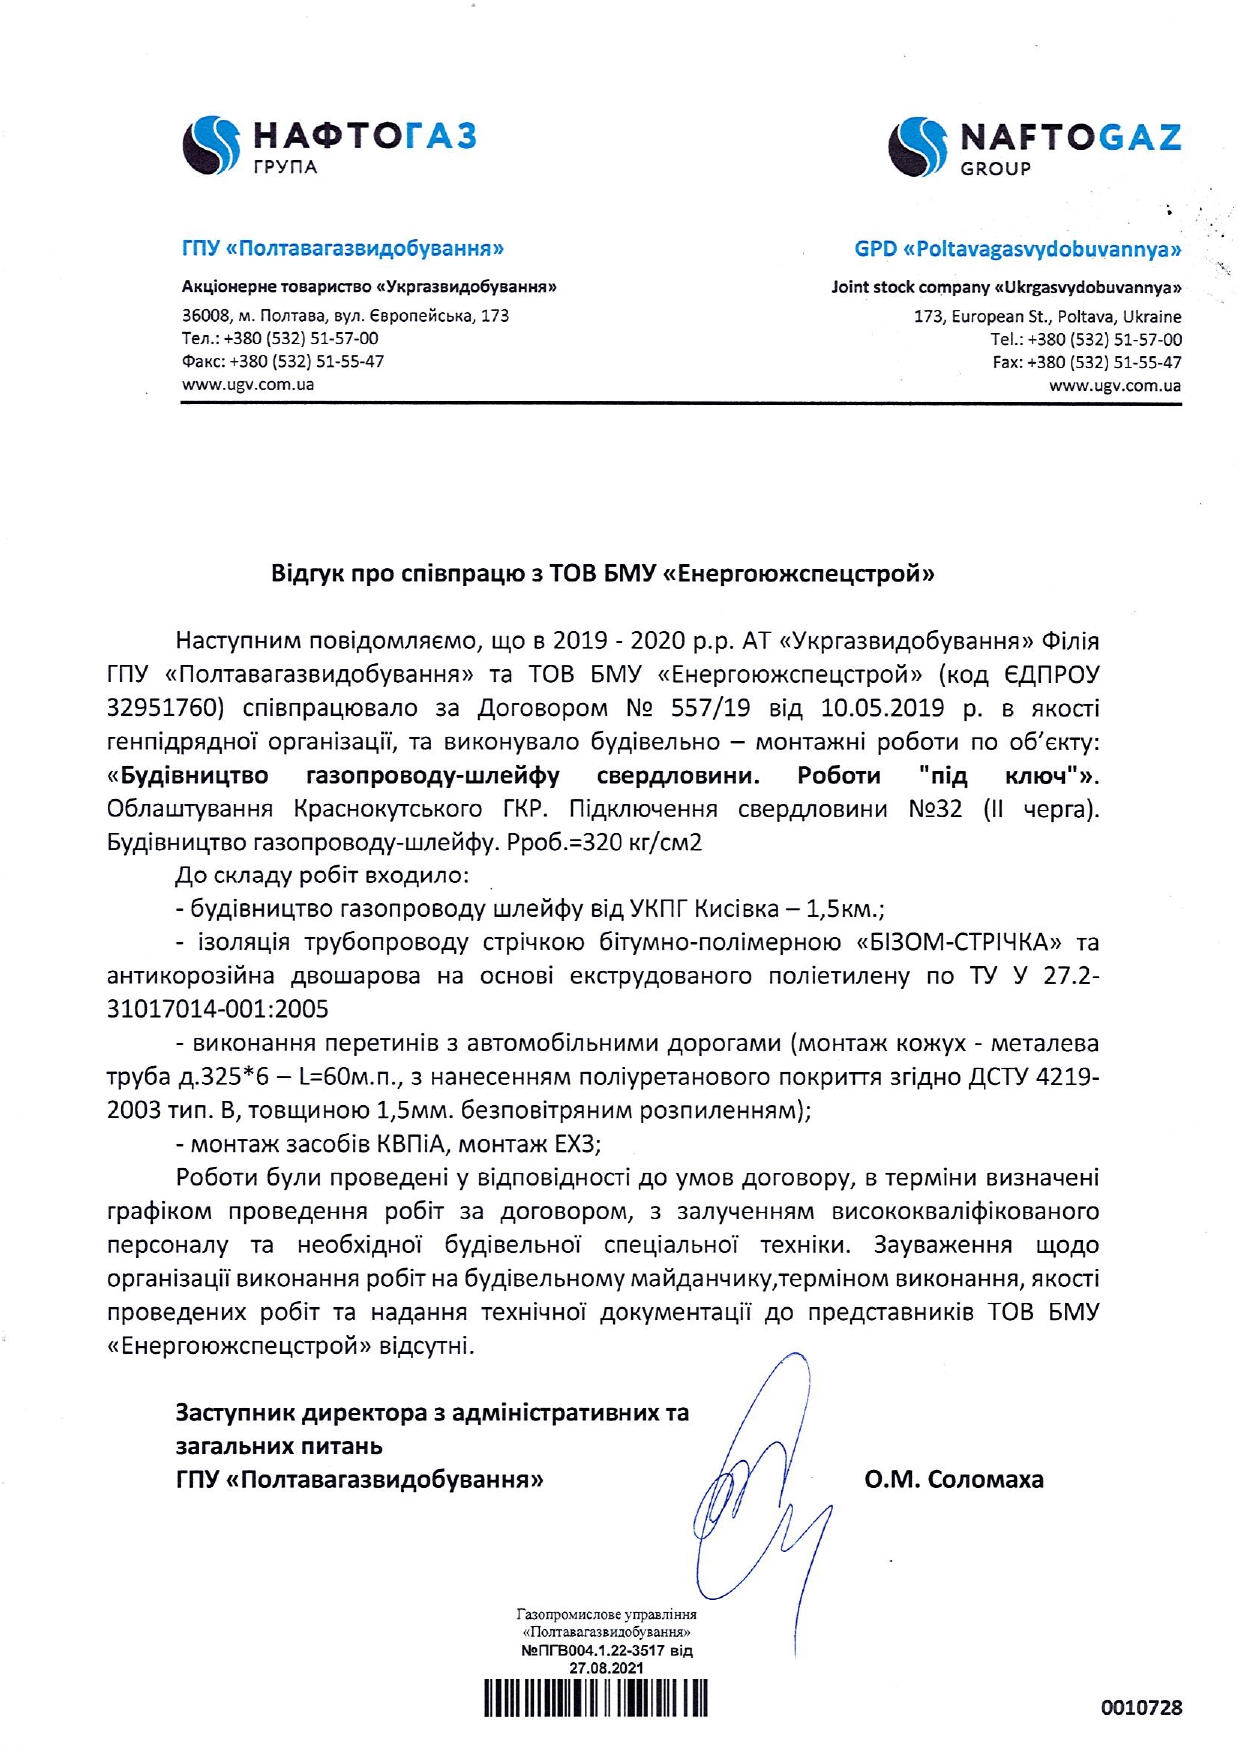 НАФТОГАЗ
ГРУПА
NAFTOGAZ
GROUP
ГПУ «Полтавагазвидобування»
Акціонерне товариство «Укргазвидобування»
36008, м. Полтава, вул. Європейська, 173
Тел.: +380 (532) 51-57-00
Факс: +380 (532) 51-55-47
www.ugv.com.ua
GPD «Poltavagasvydobuvannya»
Joint stock company «Ukrgasvydobuvannya»
173, European St., Poltava, Ukraine
Tel.: +380 (532) 51-57-00
Fax: +380 (532) 51-55-47
www.ugv.com.ua
Відгук про співпрацю з ТОВ БМУ «Енергоюжспецстрой»
Наступним повідомляємо, що в 2019 - 2020 р.р. АТ «Укргазвидобування» Філія
ГПУ «Полтавагазвидобування» та ТОВ БМУ «Енергоюжспецстрой» (код ЄДПРОУ
32951760) співпрацювало за Договором № 557/19 від 10.05.2019 р. в якості
генпідрядної організації, та виконувало будівельно – монтажні роботи по об’єкту:
«Будівництво газопроводу-шлейфу свердловини. Роботи "під ключ"».
Облаштування Краснокутського ГКР. Підключення свердловини №32 (ІІ черга).
Будівництво газопроводу-шлейфу. Рроб.=320 кг/см2
До складу робіт входило:
- будівництво газопроводу шлейфу від УКПГ Кисівка – 1,5км.;
- ізоляція трубопроводу стрічкою бітумно-полімерною «БІЗОМ-СТРІЧКА» та
антикорозійна двошарова на основі екструдованого поліетилену по ТУ У 27.2-
31017014-001:2005
- виконання перетинів з автомобільними дорогами (монтаж кожух - металева
труба д.325*6 – L=60м.п., з нанесенням поліуретанового покриття згідно ДСТУ 4219-
2003 тип. В, товщиною 1,5мм. безповітряним розпиленням);
- монтаж засобів КВПіА, монтаж ЕХЗ;
Роботи були проведені у відповідності до умов договору, в терміни визначені
графіком проведення робіт за договором, з залученням висококваліфікованого
персоналу та необхідної будівельної спеціальної техніки. Зауваження щодо
організації виконання робіт на будівельному майданчику,терміном виконання, якості
проведених робіт та надання технічної документації до представників ТОВ БМУ
«Енергоюжспецстрой» відсутні.
Заступник директора з адміністративних та
загальних питань
ГПУ «Полтавагазвидобування»
О.М. Соломаха
Газопромислове управління
«Полтавагазвидобування»
№ПГВ004.1.22-3517 від
27.08.2021
0010728